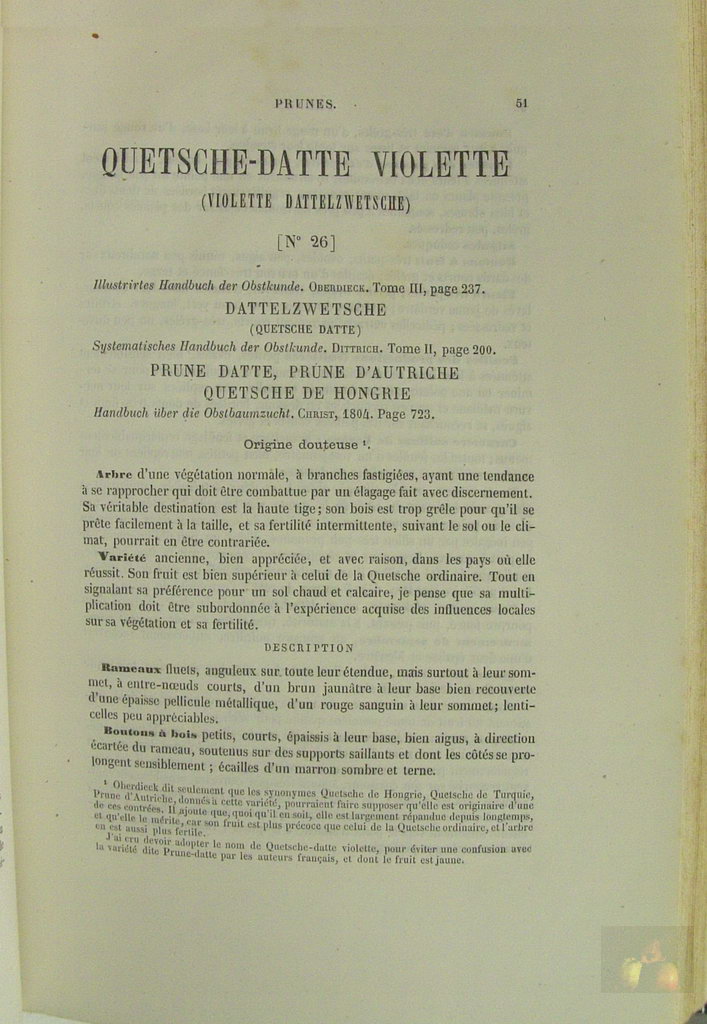 PRUNES. 51
QUETSCHE-DATTE VIOLETTE
(VIOLETTE DATTELZWETSCHE)
[N° 26]
Illustrirtes Handbuch der Obstkunde. OBERDIECK. Tome III, page 237.
DATTELZWETSCHE
(QUETSCHE DATTE)
Systematisches Handbuch der Obstkunde. DITTRICH. Tome II, page 200.
PRUNE DATTE, PRUNE D'AUTRICHE
QUETSCHE DE HONGRIE
Handbuch über die Obstbaumzucht. CHRIST, 1804. Page 723.
Origine douteuse ¹.
Arbre d'une végétation normale, à branches fastigiées, ayant une tendance
à se rapprocher qui doit être combattue par un élagage fait avec discernement.
Sa véritable destination est la haute tige; son bois est trop grêle pour qu'il se
prête facilement à la taille, et sa fertilité intermittente, suivant le sol ou le cli-
mat, pourrait en être contrariée.
Variété ancienne, bien appréciée, et avec raison, dans les pays où elle
réussit. Son fruit est bien supérieur à celui de la Quetsche ordinaire. Tout en
signalant sa préférence pour un sol chaud et calcaire, je pense que sa multi-
plication doit être subordonnée à l'expérience acquise des influences locales
sur sa végétation et sa fertilité.
DESCRIPTION
Rameaux fluets, anguleux sur toute leur étendue, mais surtout à leur som-
met, à entre-nœuds courts, d'un brun jaunâtre à leur base bien recouverte
d'une épaisse pellicule métallique, d'un rouge sanguin à leur sommet; lenti-
celles peu appréciables.
Boutons à bois petits, courts, épaissis à leur base, bien aigus, à direction
écartée du rameau, soutenus sur des supports saillants et dont les côtés se pro-
longent sensiblement ; écailles d'un marron sombre et terne.
¹ Oberdieck dit seulement que les synonymes Quetsche de Hongrie, Quetsche de Turquie,
Prune d'Autriche, donnés à cette variété, pourraient faire supposer qu'elle est originaire d'une
de ces contrées. Il ajoute que, quoi qu'il en soit, elle est largement répandue depuis longtemps,
et qu'elle le mérite, car son fruit est plus précoce que celui de la Quetsche ordinaire, et l'arbre
en est aussi plus fertile.
J'ai cru devoir adopter le nom de Quetsche-datte violette, pour éviter une confusion avec
la variété dite Prune-datte par les auteurs français, et dont le fruit est jaune.